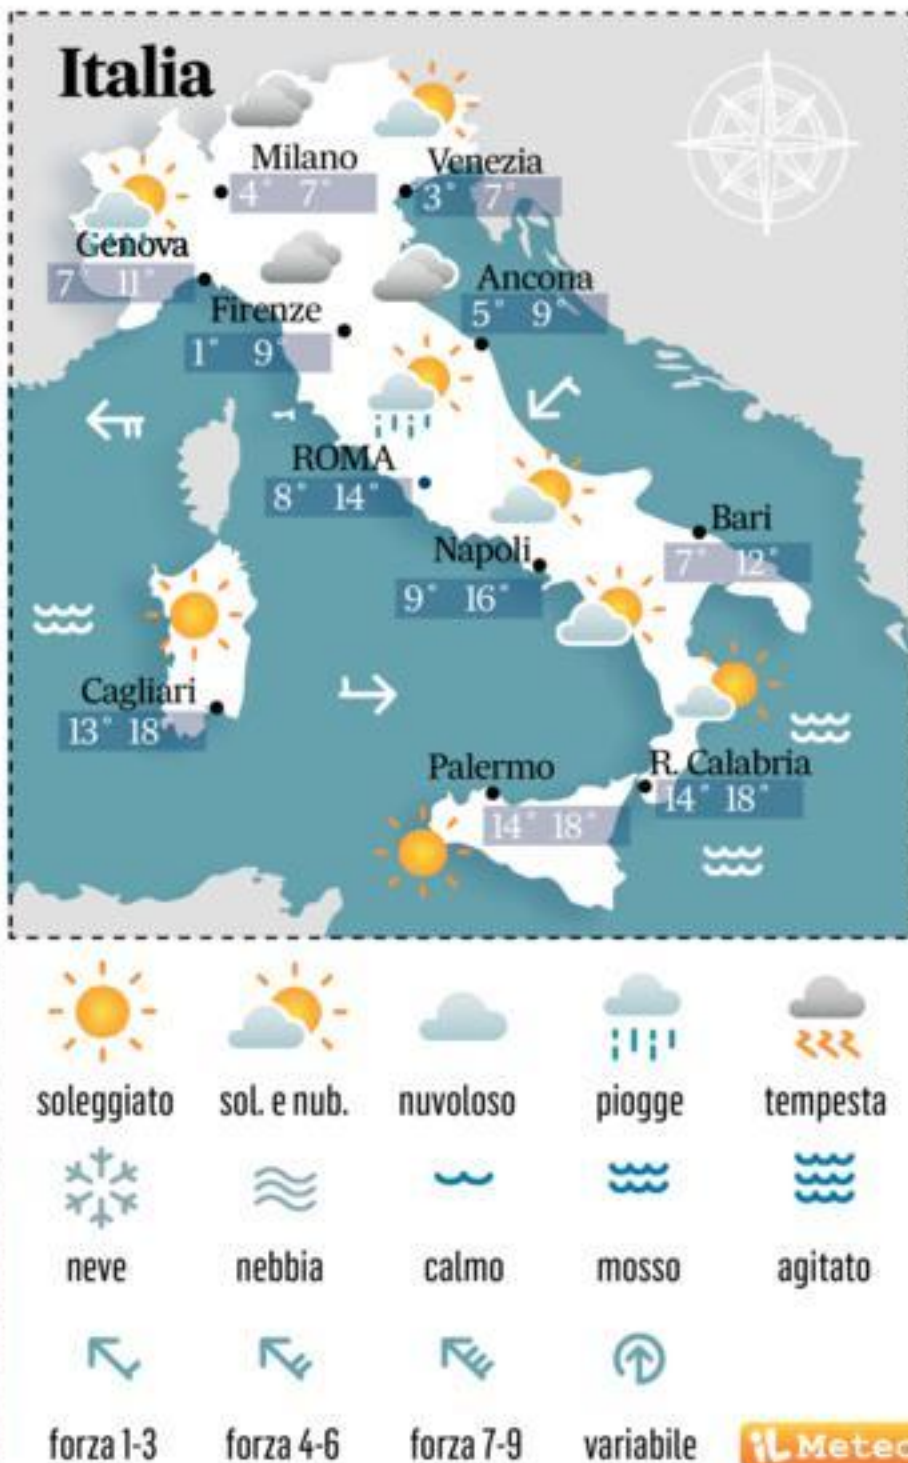 Italia
Milano
4° 7°
Venezia
3° 7°
Genova
7° 11°
Firenze
1° 9°
Ancona
5° 9°
ROMA
8° 14°
Napoli
9° 16°
Bari
7° 12°
Cagliari
13° 18°
Palermo
14° 18°
R. Calabria
14° 18°
soleggiato sol. e nub. nuvoloso piogge tempesta
neve nebbia calmo mosso agitato
forza 1-3 forza 4-6 forza 7-9 variabile
iL Meteo